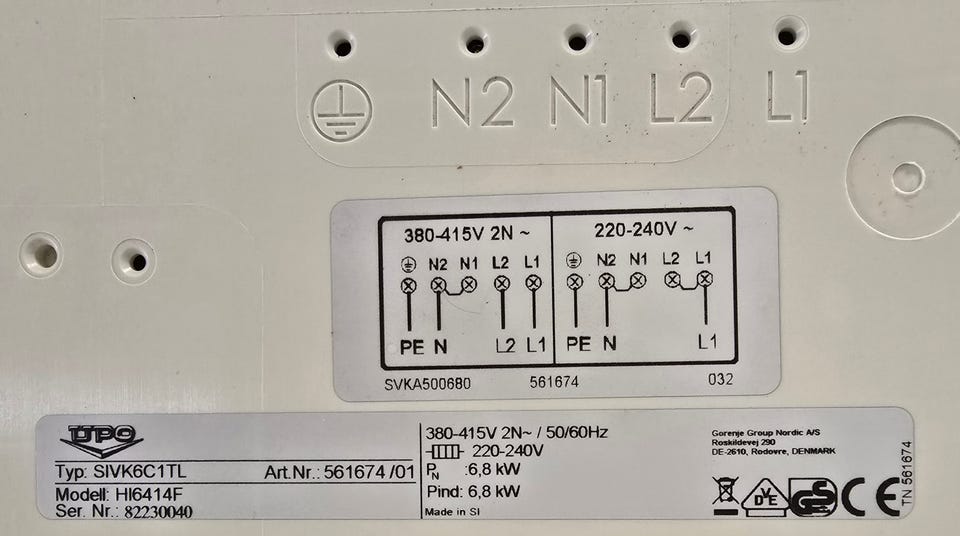 N2 N1 L2 L1
380-415V 2N ~
N2 N1 L2 L1
PE N L2 L1
220-240V ~
N2 N1 L2 L1
PE N L1
SVKA500680 561674 032
UPO
Typ: SIVK6C1TL Art.Nr.: 561674 /01
Modell: HI6414F
Ser. Nr.: 82230040
380-415V 2N~ / 50/60Hz
220-240V
PN :6,8 kW
Pind: 6,8 kW
Made in SI
Gorenje Group Nordic A/S
Roskildevej 290
DE-2610, Rodovre, DENMARK
DVE GS CE
TN 561674